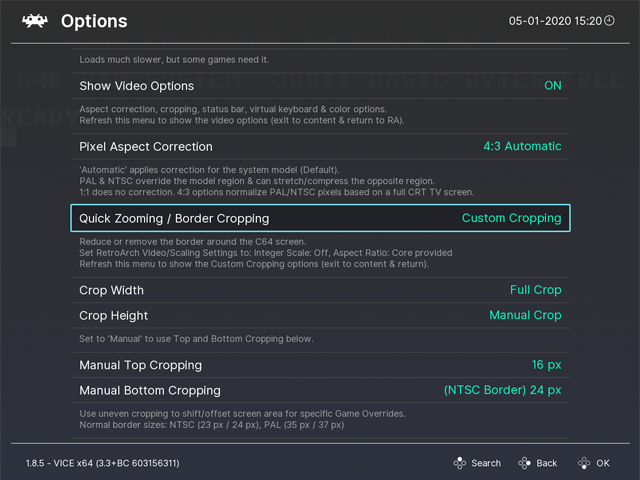 Options
05-01-2020 15:20
Loads much slower, but some games need it.
64K
38911 BASIC BYTES FREE
Show Video Options ON
READY
Aspect correction, cropping, status bar, virtual keyboard & color options.
Refresh this menu to show the video options (exit to content & return to RA).
Pixel Aspect Correction 4:3 Automatic
'Automatic' applies correction for the system model (Default).
PAL & NTSC override the model region & can stretch/compress the opposite region.
1:1 does no correction. 4:3 options normalize PAL/NTSC pixels based on a full CRT TV screen.
Quick Zooming / Border Cropping Custom Cropping
Reduce or remove the border around the C64 screen.
Set RetroArch Video/Scaling Settings to: Integer Scale: Off, Aspect Ratio: Core provided
Refresh this menu to show the Custom Cropping options (exit to content & return).
Crop Width Full Crop
Crop Height Manual Crop
Set to 'Manual' to use Top and Bottom Cropping below.
Manual Top Cropping 16 px
Manual Bottom Cropping (NTSC Border) 24 px
Use uneven cropping to shift/offset screen area for specific Game Overrides.
Normal border sizes: NTSC (23 px / 24 px), PAL (35 px / 37 px)
1.8.5 - VICE x64 (3.3+BC 603156311)
Search Back OK